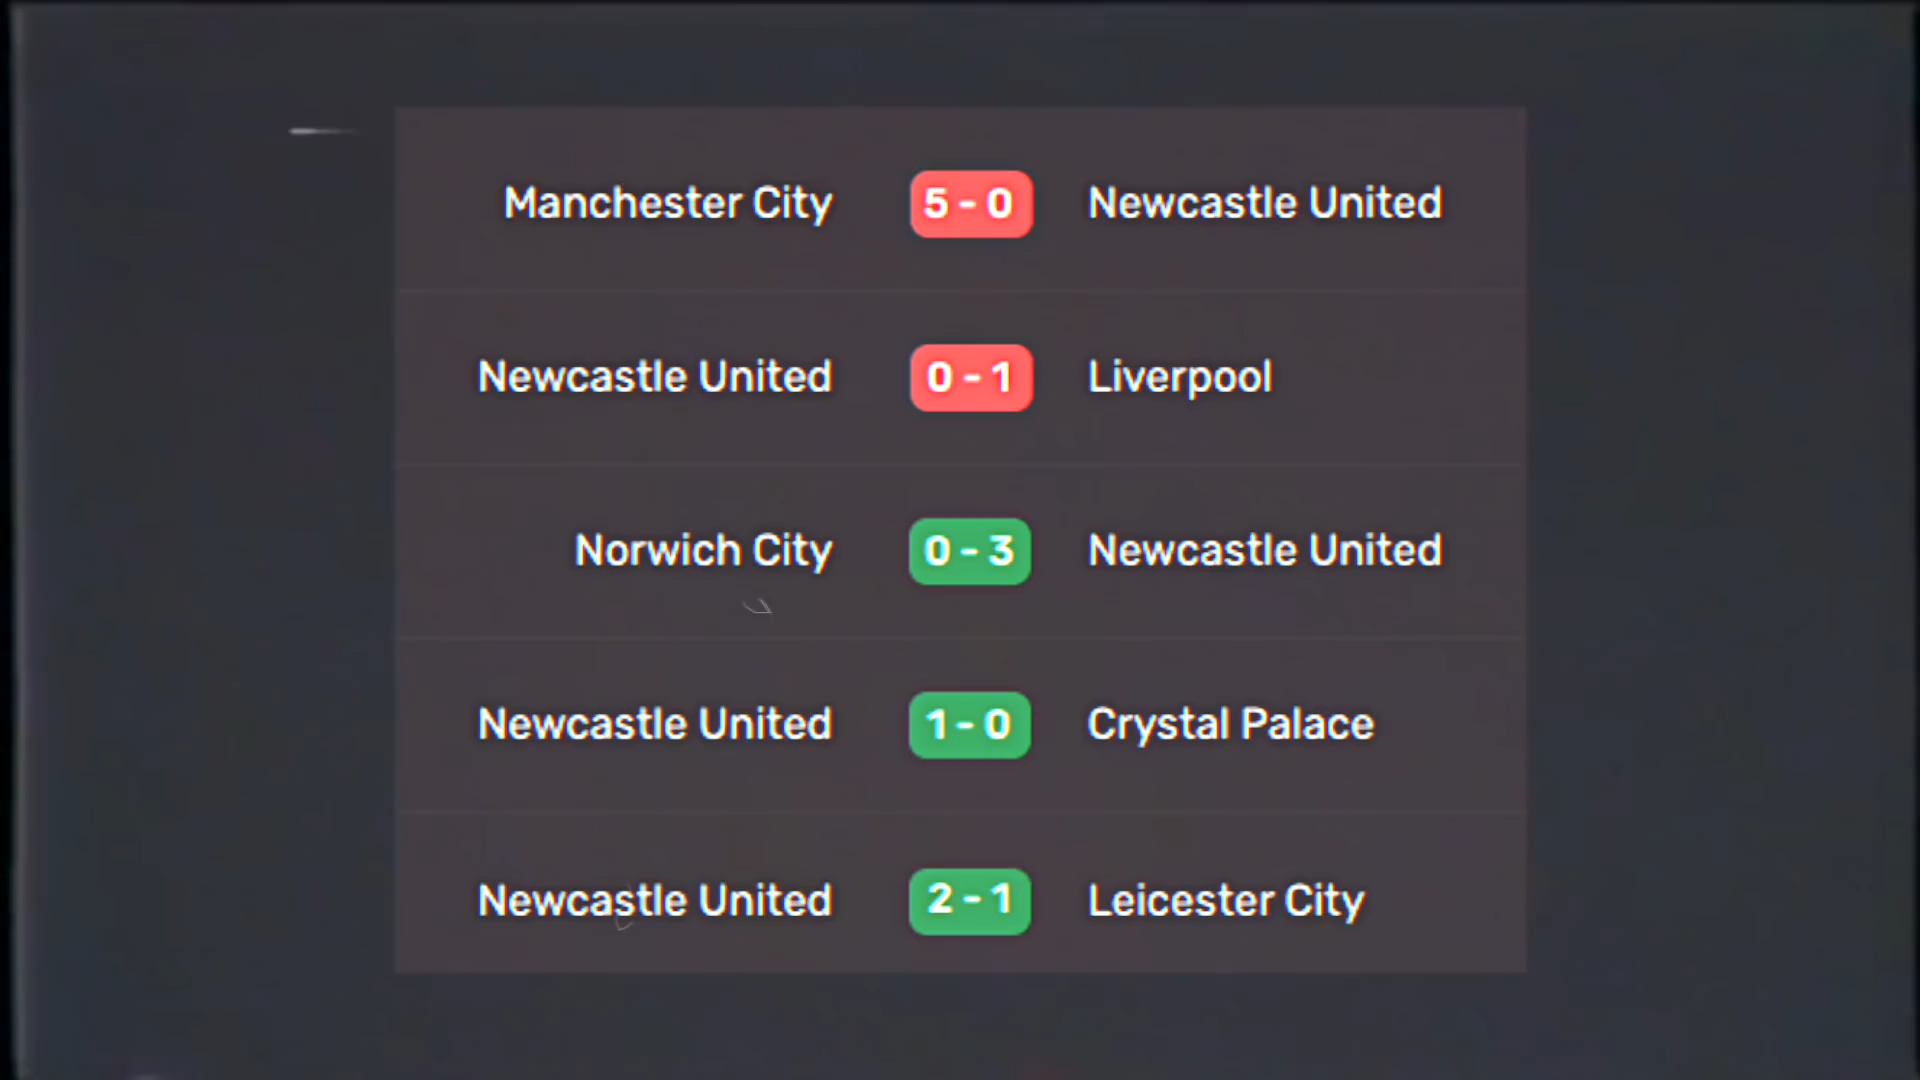 Manchester City 5 - 0 Newcastle United
Newcastle United 0 - 1 Liverpool
Norwich City 0 - 3 Newcastle United
Newcastle United 1 - 0 Crystal Palace
Newcastle United 2 - 1 Leicester City